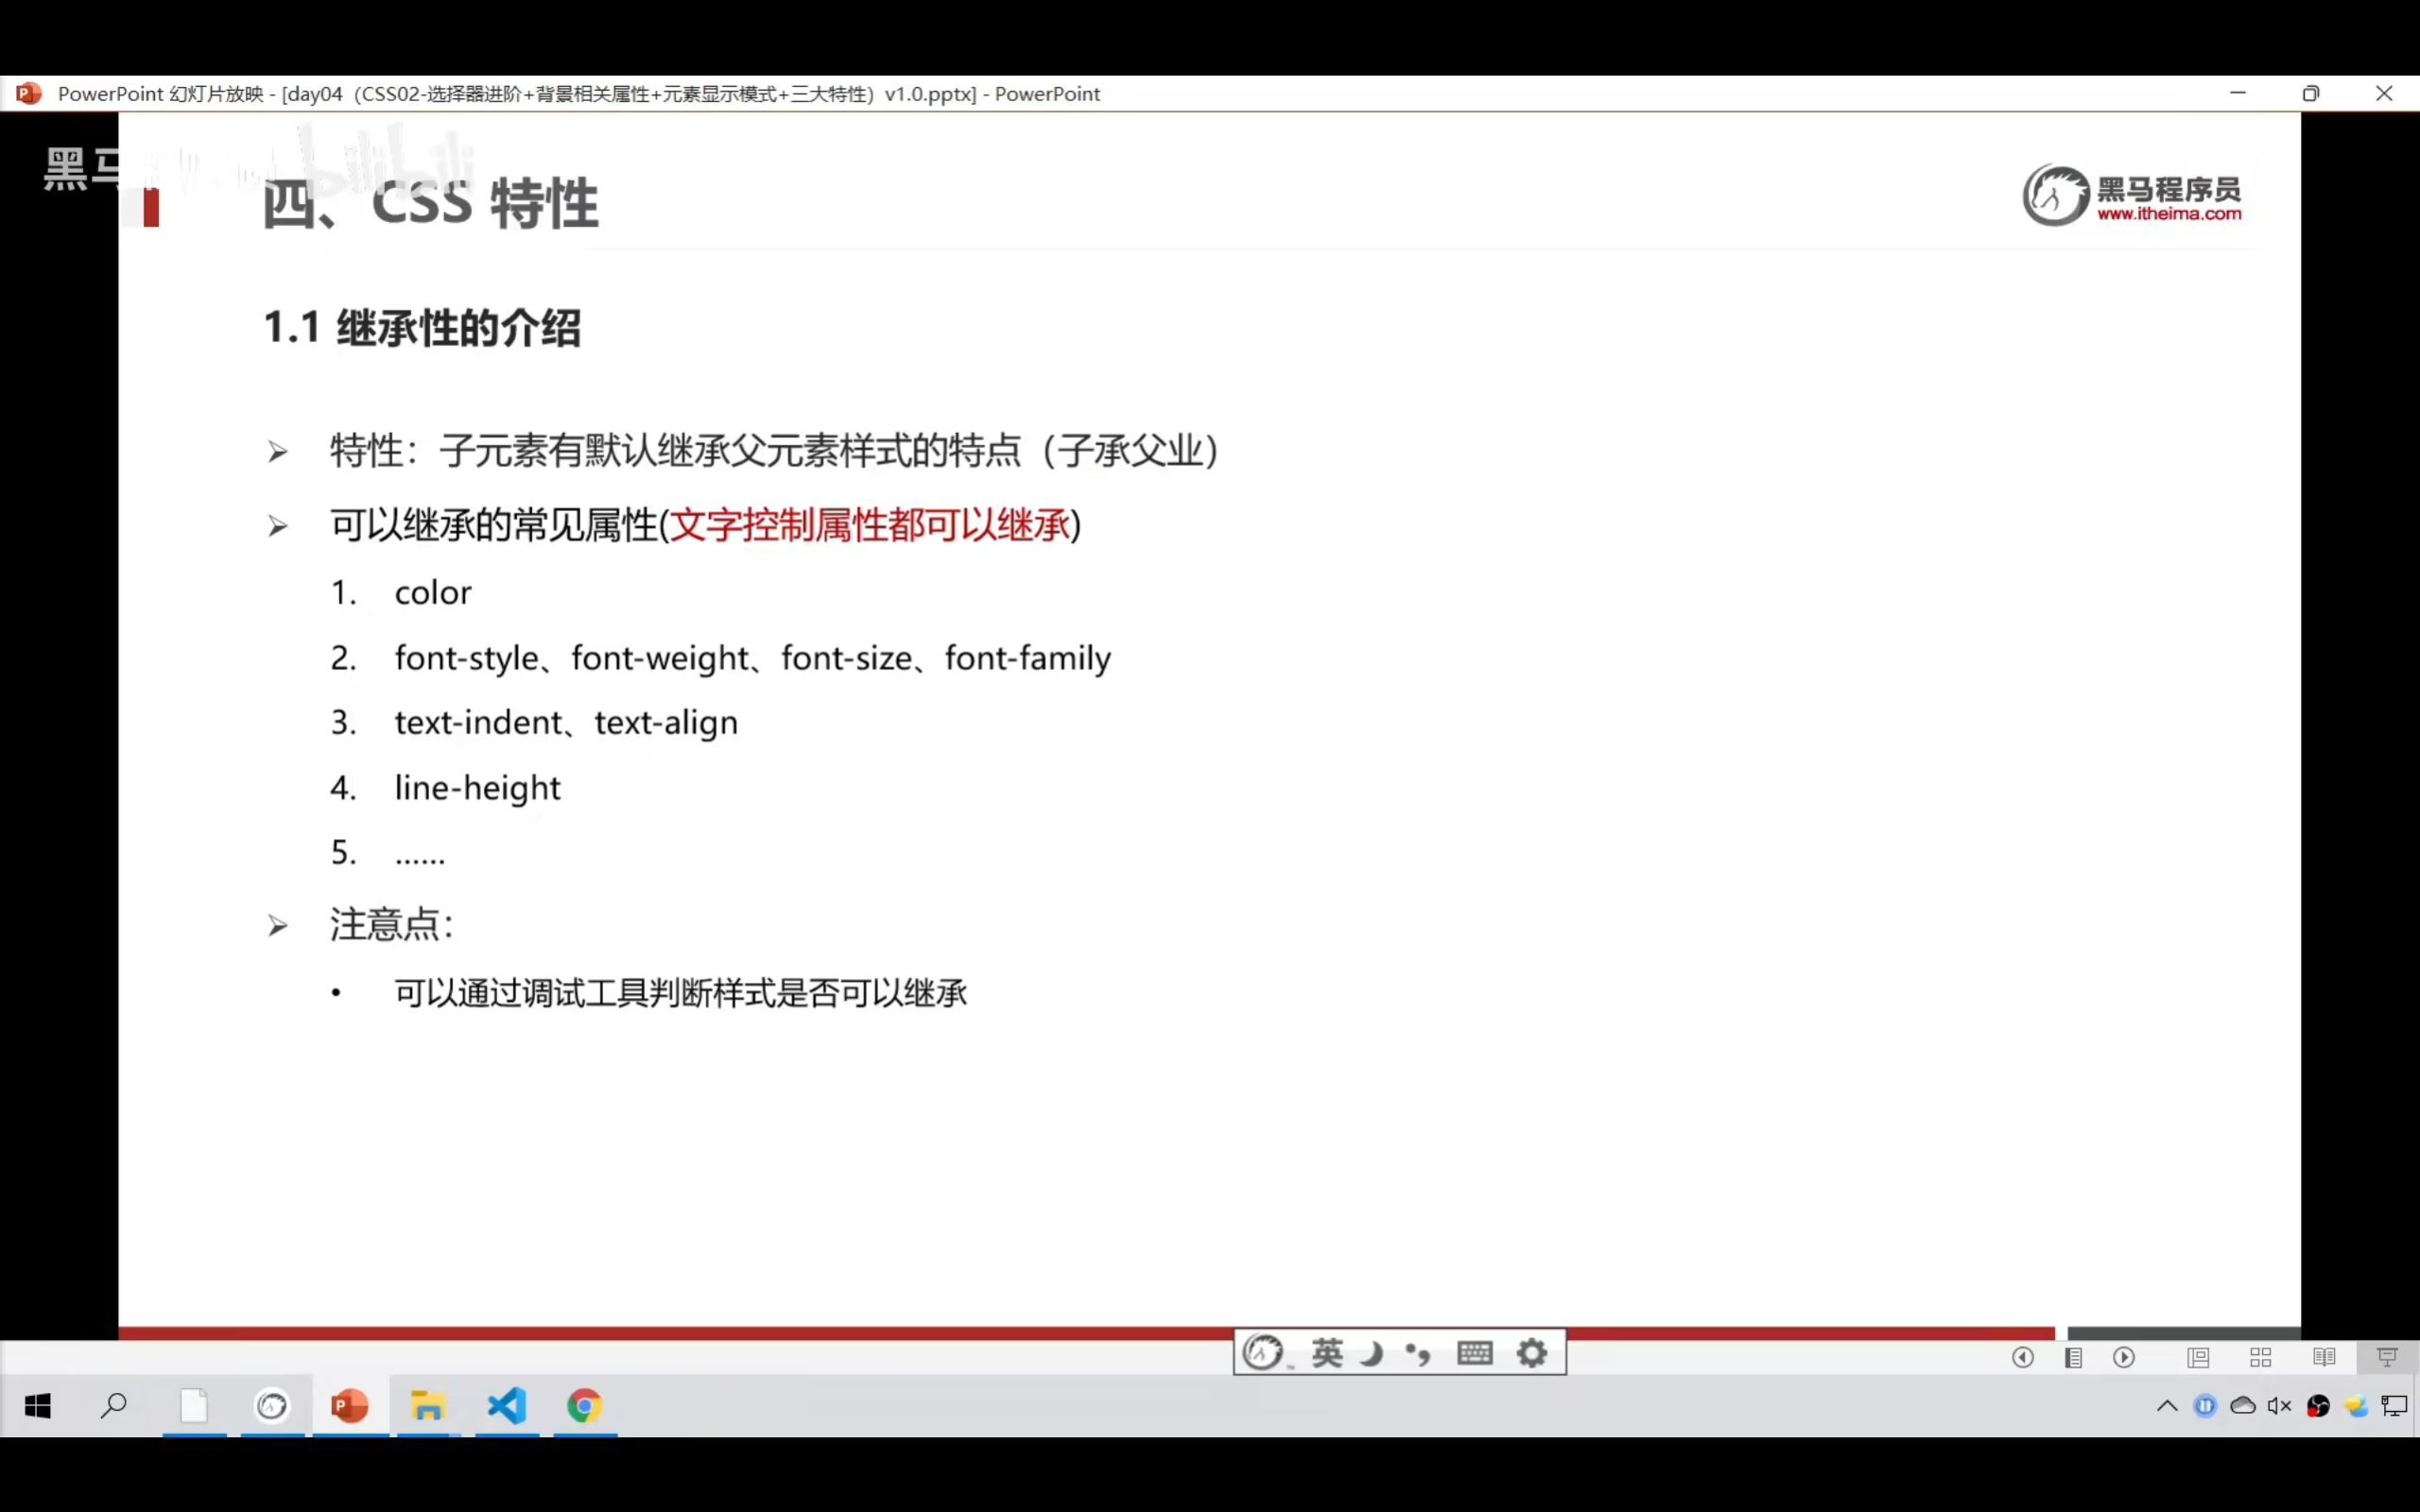 PowerPoint 幻灯片放映 - [day04（CSS02-选择器进阶+背景相关属性+元素显示模式+三大特性）v1.0.pptx] - PowerPoint
黑马
bilibili
四、CSS 特性
黑马程序员
www.itheima.com
1.1 继承性的介绍
➢ 特性：子元素有默认继承父元素样式的特点（子承父业）
➢ 可以继承的常见属性(文字控制属性都可以继承)
1. color
2. font-style、font-weight、font-size、font-family
3. text-indent、text-align
4. line-height
5. ……
➢ 注意点：
• 可以通过调试工具判断样式是否可以继承
英